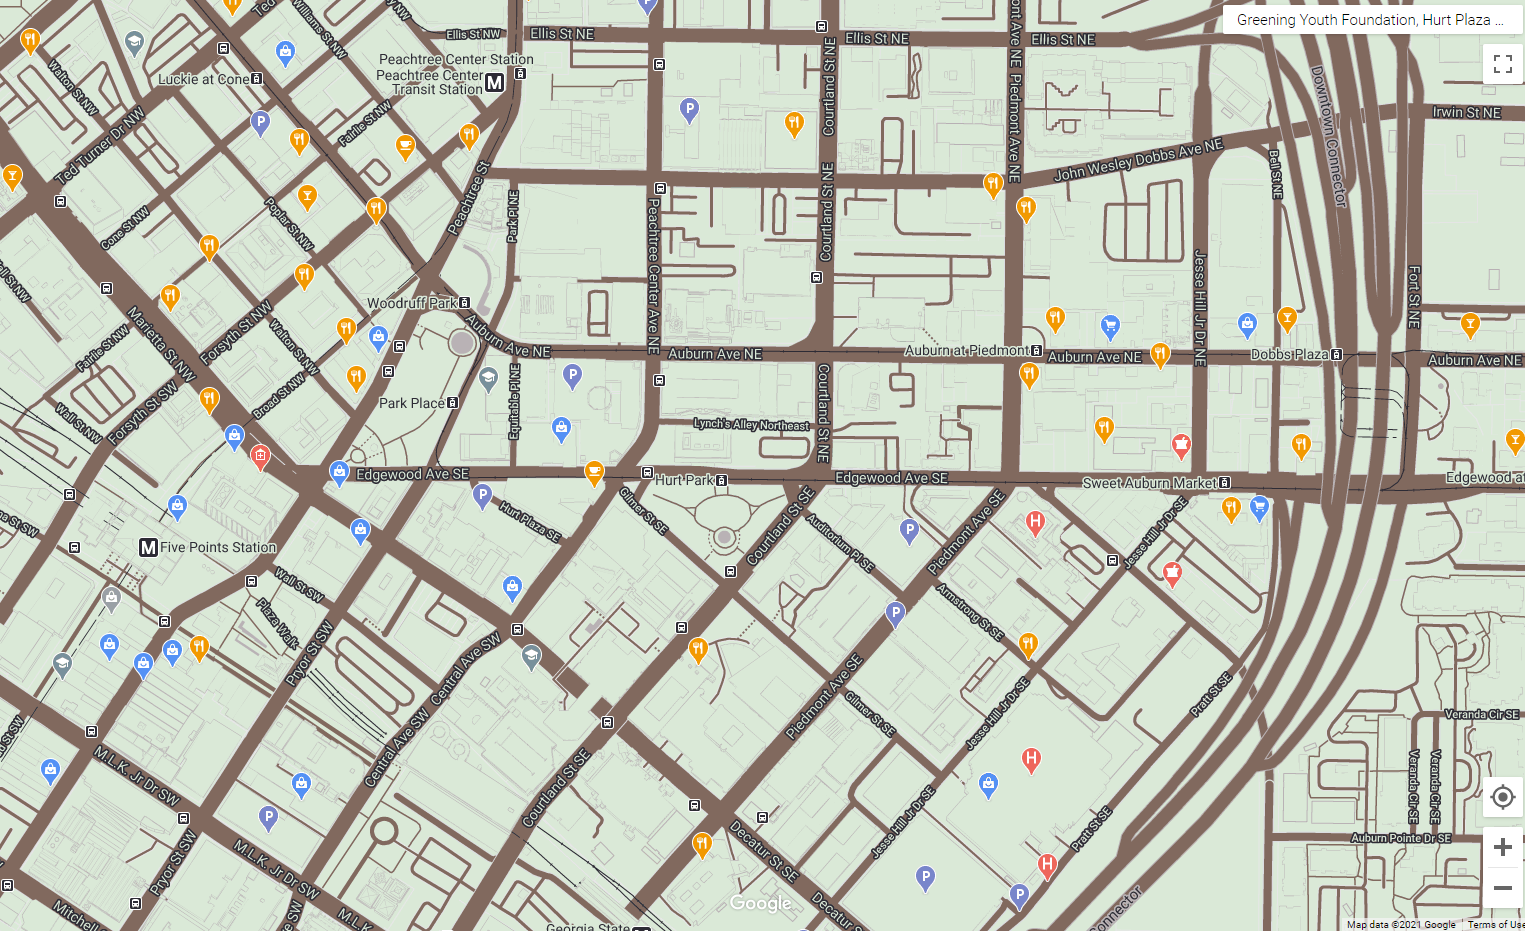 Greening Youth Foundation, Hurt Plaza ...
Ted
Williams St NW
Ellis St NW
Ellis St NE
Ellis St NE
Ellis St NE
Peachtree Center Station
Peachtree Center
Transit Station
Luckie at Cone
Walton St NW
Fairlie St NW
Ted Turner Dr NW
Courtland St NE
Piedmont Ave NE
Downtown Connector
Irwin St NE
John Wesley Dobbs Ave NE
Bell St NE
Peachtree St
Park Pl NE
Peachtree Center Ave NE
Courtland St NE
Cone St NW
Poplar St NW
Jesse Hill Jr Dr NE
Fort St NE
Woodruff Park
Marietta St NW
Forsyth St NW
Walton St NW
Fairlie St NW
Auburn Ave NE
Auburn Ave NE
Auburn at Piedmont
Auburn Ave NE
Dobbs Plaza
Auburn Ave NE
Broad St NW
Forsyth St SW
Wall St NW
Park Place
Equitable Pl NE
Courtland St NE
Lynch's Alley Northeast
Edgewood Ave SE
Hurt Park
Edgewood Ave SE
Sweet Auburn Market
Edgewood at
Hurt Plaza SE
Gilmer St SE
Courtland St SE
Auditorium Pl SE
Piedmont Ave SE
Jesse Hill Jr Dr SE
Five Points Station
Wall St SW
Plaza Walk
Pryor St SW
Armstrong St SE
Central Ave SW
Piedmont Ave SE
Gilmer St SE
Jesse Hill Jr Dr SE
Pratt St SE
Veranda Cir SE
Veranda Cir SE
Veranda Cir SE
M.L.K. Jr Dr SW
Central Ave SW
Courtland St SE
Jesse Hill Jr Dr SE
Pratt St SE
Auburn Pointe Dr SE
Decatur St SE
Pryor St SW
M.L.K. Jr Dr SW
Mitchell
M.L.K.
Decatur
Georgia State
Connector
Google
Map data ©2021 Google
Terms of Use